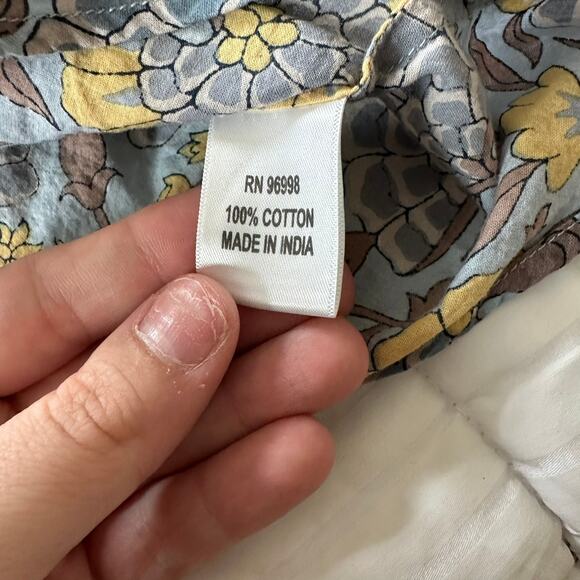 RN 96998
100% COTTON
MADE IN INDIA